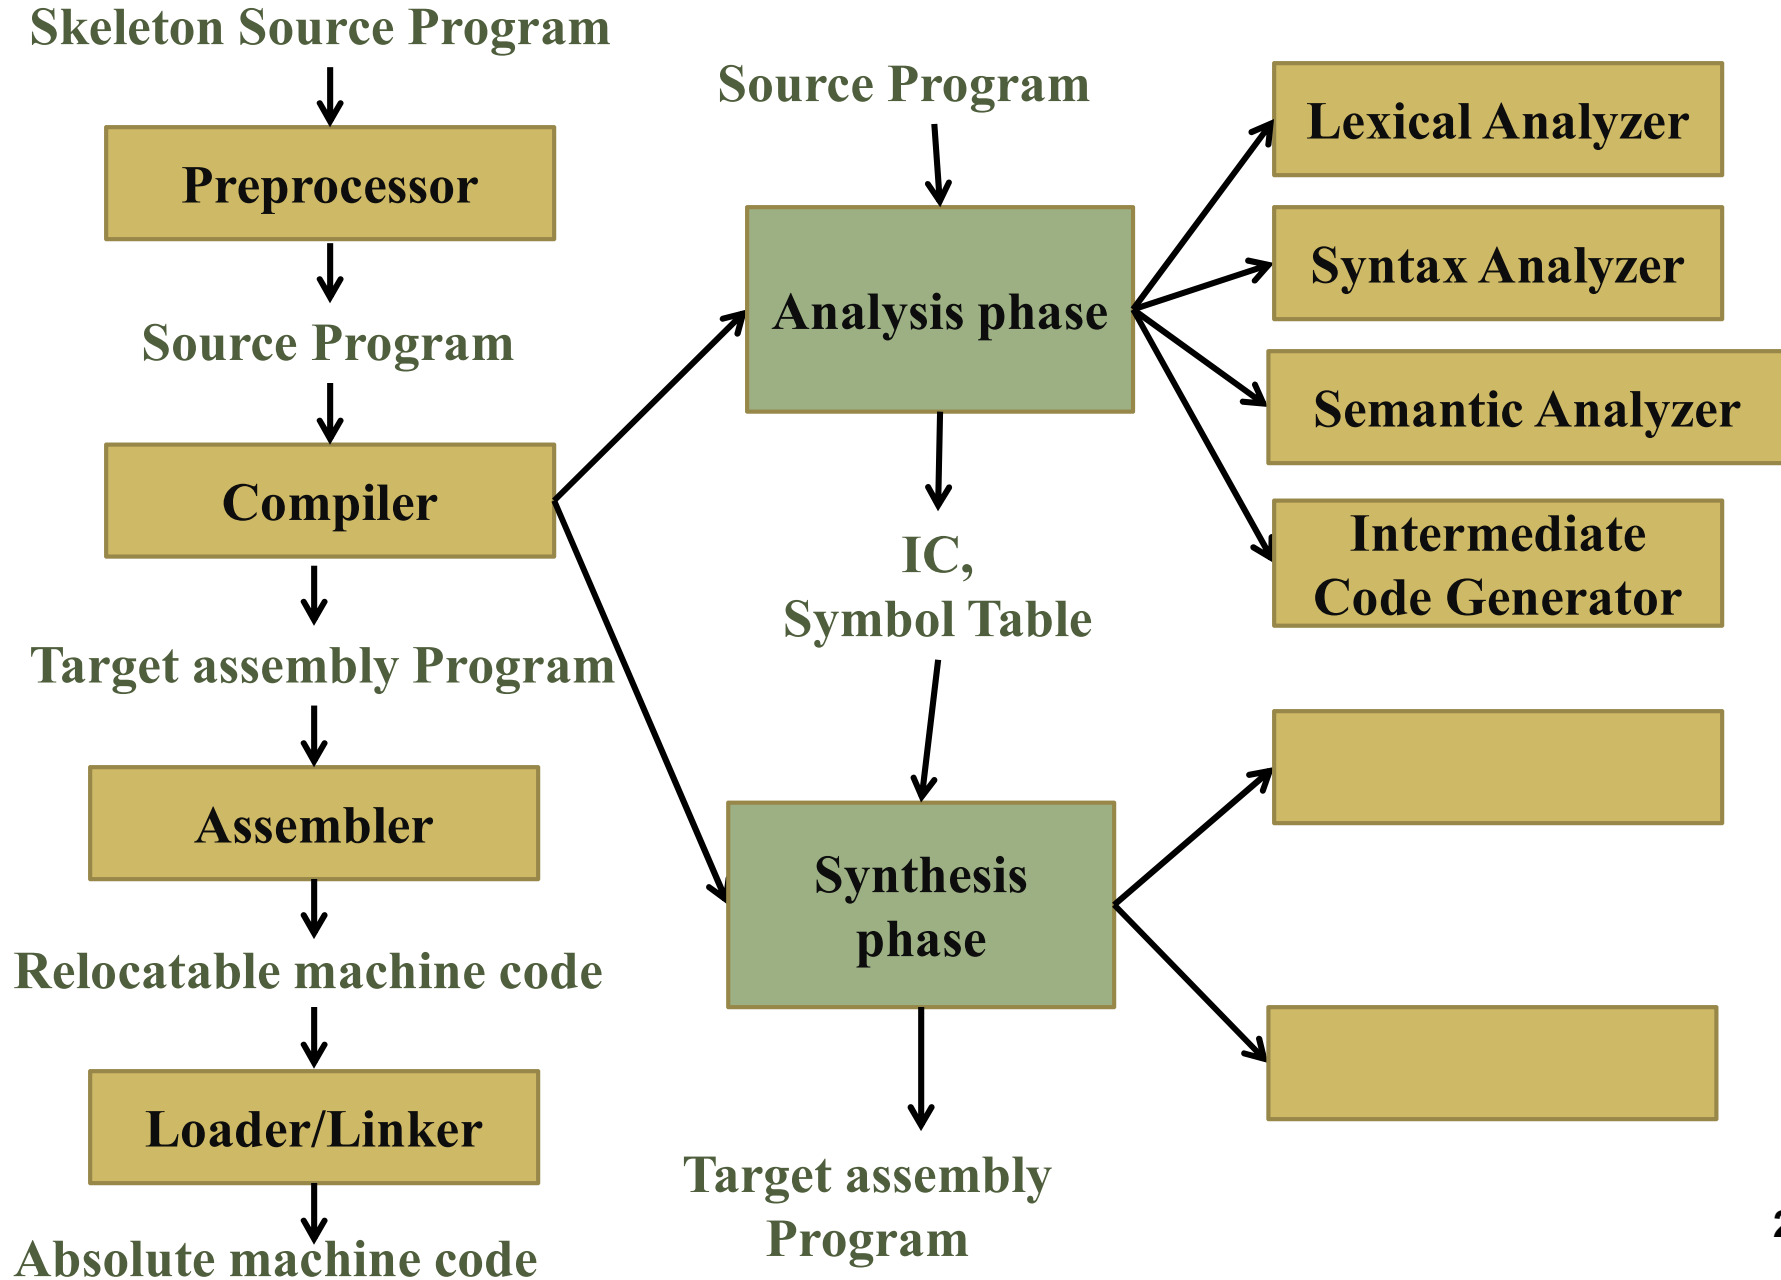 Skeleton Source Program
Preprocessor
Source Program
Compiler
Target assembly Program
Assembler
Relocatable machine code
Loader/Linker
Absolute machine code
Source Program
Analysis phase
IC,
Symbol Table
Synthesis
phase
Target assembly
Program
Lexical Analyzer
Syntax Analyzer
Semantic Analyzer
Intermediate
Code Generator